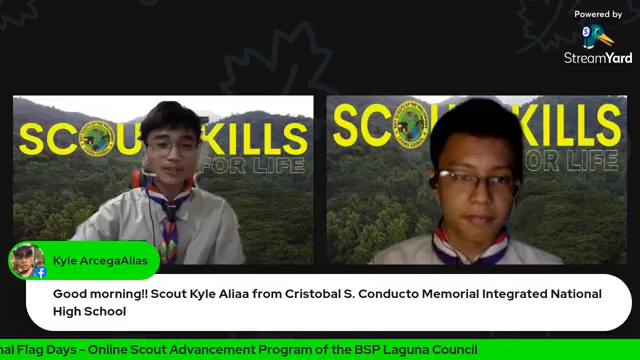 Powered by
StreamYard
SCOUT SKILLS
FOR LIFE
SCOUT SKILLS
FOR LIFE
Kyle ArcegaAlias
Good morning!! Scout Kyle Aliaa from Cristobal S. Conducto Memorial Integrated National
High School
nal Flag Days - Online Scout Advancement Program of the BSP Laguna Council